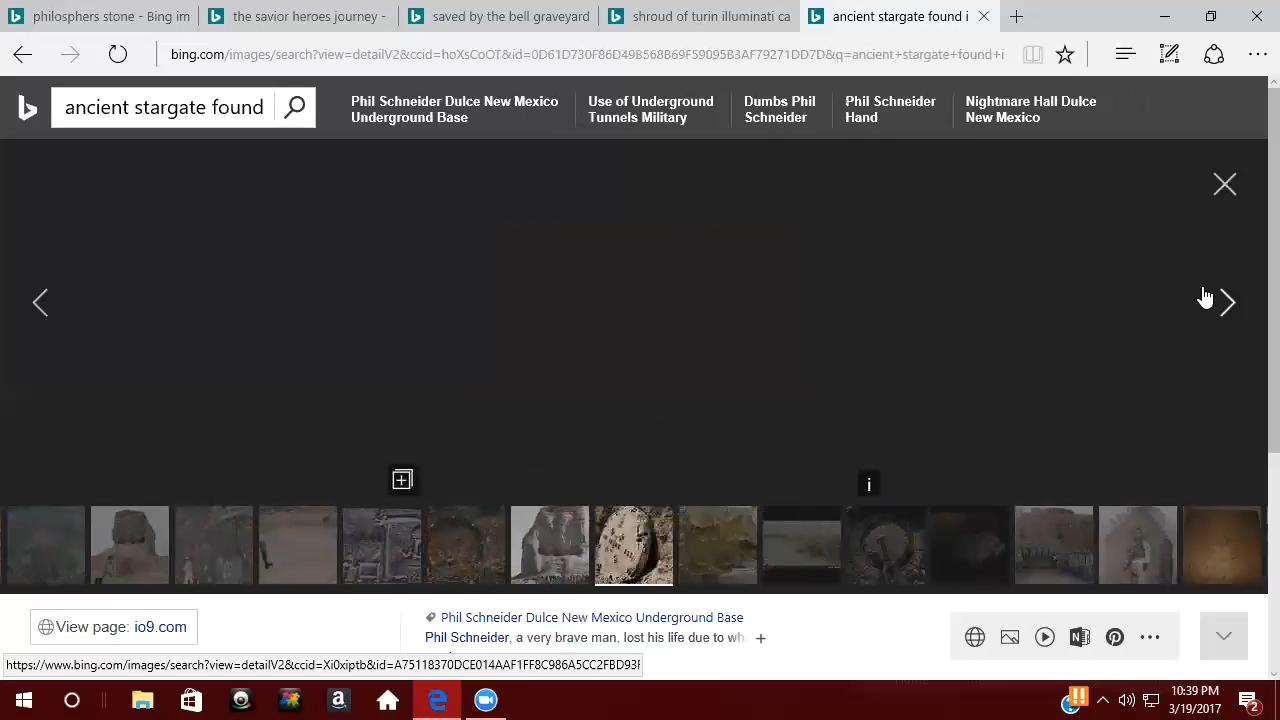 philosophers stone - Bing im
the savior heroes journey -
saved by the bell graveyard
shroud of turin illuminati ca
ancient stargate found i
bing.com/images/search?view=detailV2&ccid=hoXsCoOT&id=0D61D730F86D49B568B69F59095B3AF79271DD7D&q=ancient+stargate+found+i
ancient stargate found
Phil Schneider Dulce New Mexico
Underground Base
Use of Underground
Tunnels Military
Dumbs Phil
Schneider
Phil Schneider
Hand
Nightmare Hall Dulce
New Mexico
View page: io9.com
Phil Schneider Dulce New Mexico Underground Base
Phil Schneider, a very brave man, lost his life due to wh
https://www.bing.com/images/search?view=detailV2&ccid=Xi0xiptb&id=A75118370DCE014AAF1FF8C986A5CC2FBD93F
10:39 PM
3/19/2017
2